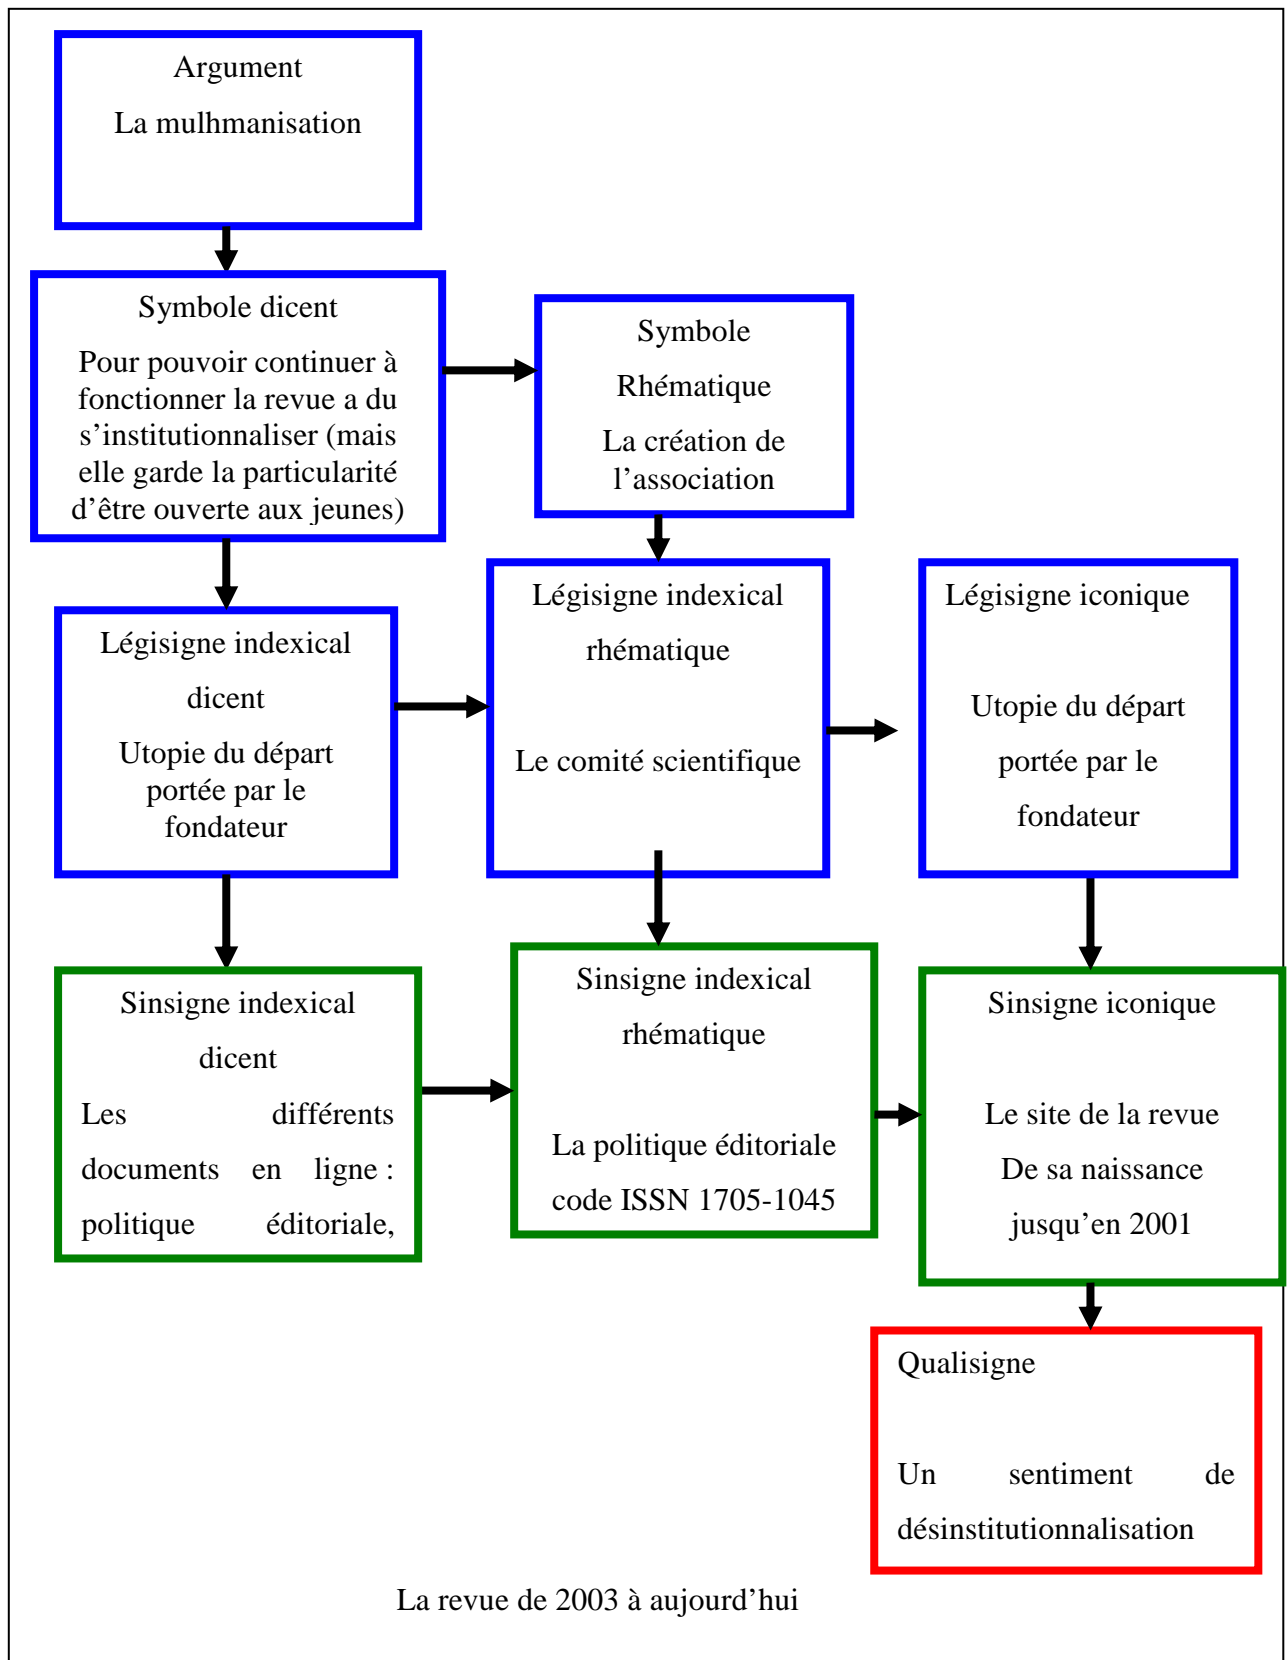 Argument
La mulhmanisation
Symbole dicent
Pour pouvoir continuer à
fonctionner la revue a du
s’institutionnaliser (mais
elle garde la particularité
d’être ouverte aux jeunes)
Symbole
Rhématique
La création de
l’association
Légisigne indexical
dicent
Utopie du départ
portée par le
fondateur
Légisigne indexical
rhématique
Le comité scientifique
Légisigne iconique
Utopie du départ
portée par le
fondateur
Sinsigne indexical
dicent
Les différents
documents en ligne :
politique éditoriale,
Sinsigne indexical
rhématique
La politique éditoriale
code ISSN 1705-1045
Sinsigne iconique
Le site de la revue
De sa naissance
jusqu’en 2001
Qualisigne
Un sentiment de
désinstitutionnalisation
La revue de 2003 à aujourd’hui